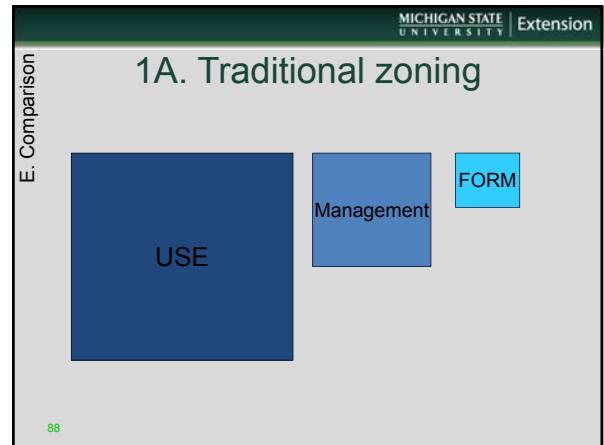 MICHIGAN STATE
UNIVERSITY
Extension
E. Comparison
1A. Traditional zoning
USE
Management
FORM
88